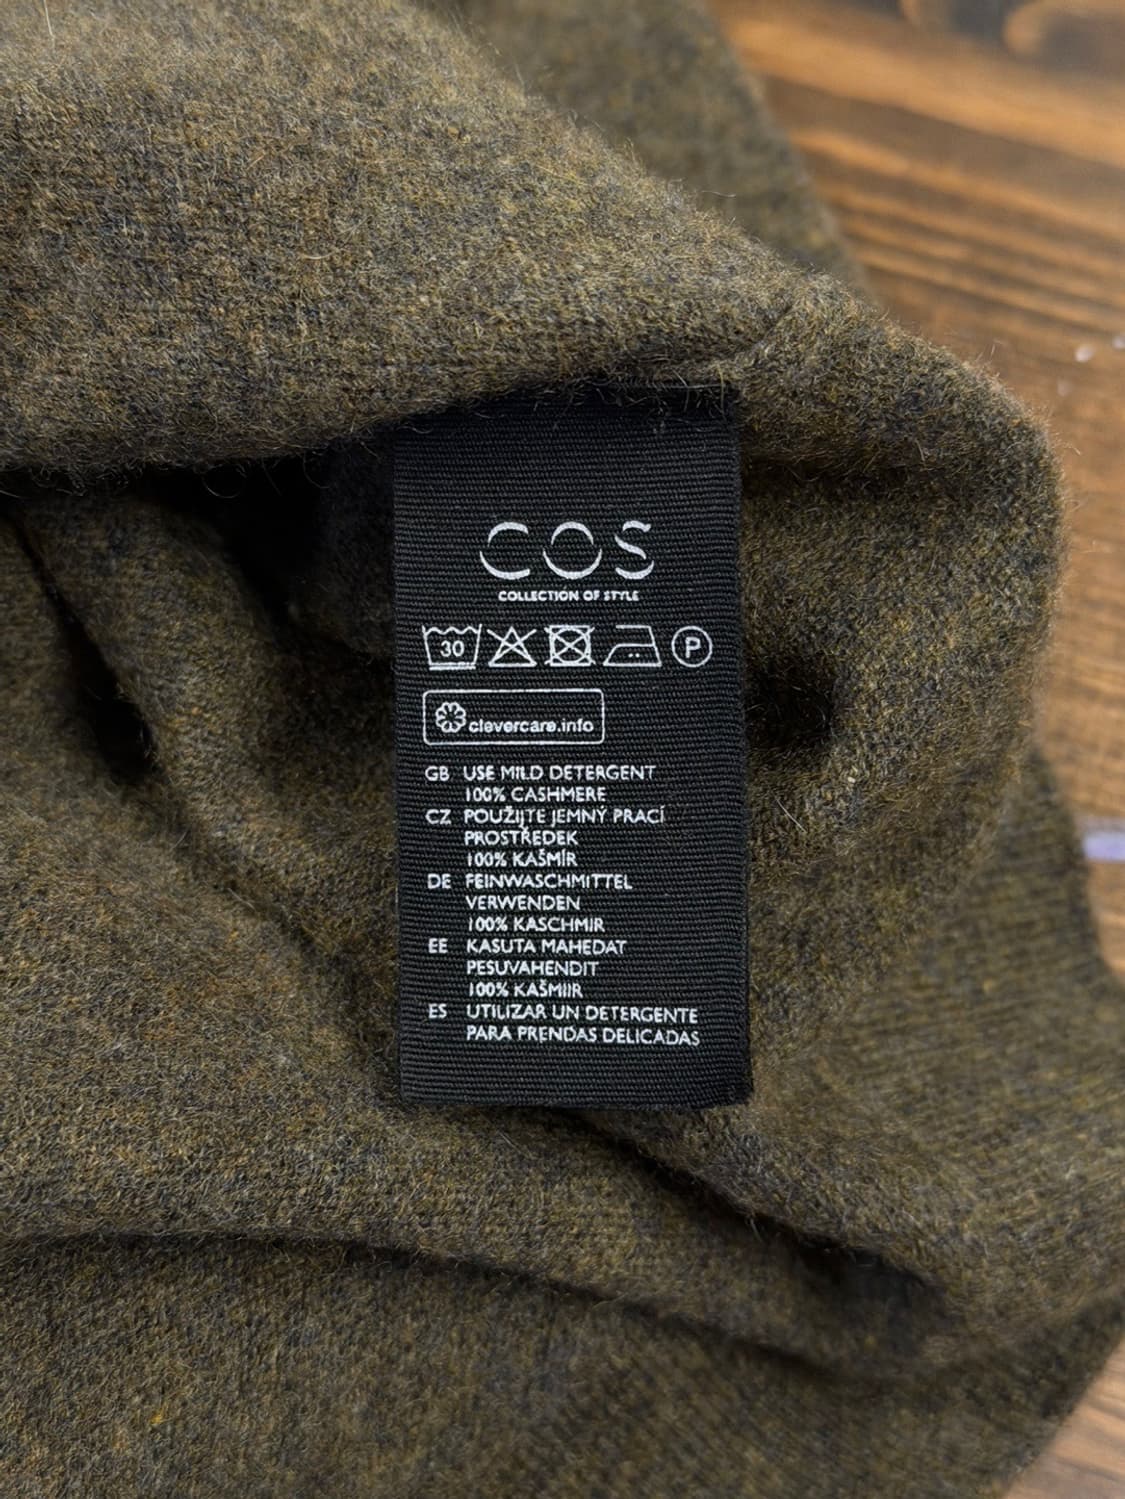 COS
COLLECTION OF STYLE
30 P
clevercare.info
GB USE MILD DETERGENT
100% CASHMERE
CZ POUŽIJTE JEMNÝ PRACÍ
PROSTŘEDEK
100% KAŠMÍR
DE FEINWASCHMITTEL
VERWENDEN
100% KASCHMIR
EE KASUTA MAHEDAT
PESUVAHENDIT
100% KAŠMIIR
ES UTILIZAR UN DETERGENTE
PARA PRENDAS DELICADAS